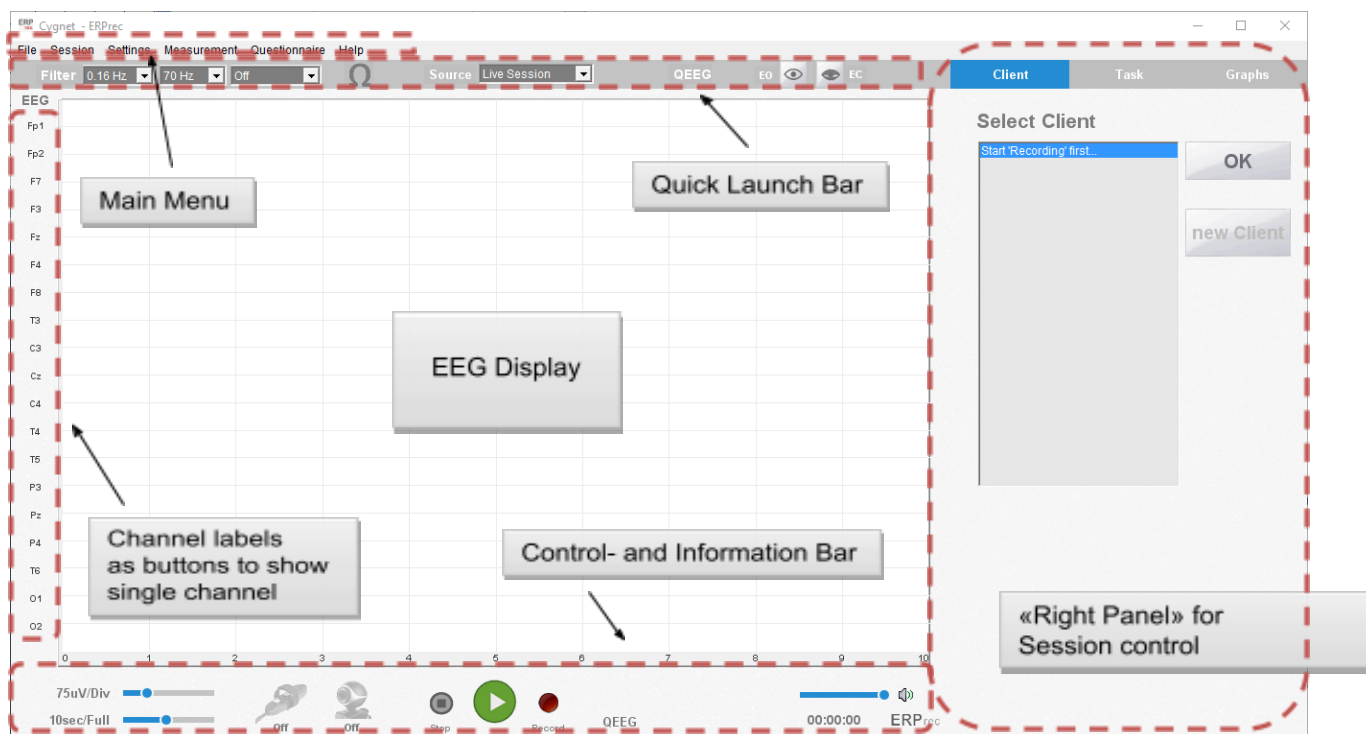 ERP rec Cygnet - ERPrec
File Session Settings Measurement Questionnaire Help
Filter 0.16 Hz 70 Hz Off Ω Source Live Session QEEG EO EC Client Task Graphs
EEG
Fp1
Fp2
F7
F3
Fz
F4
F8
T3
C3
Cz
C4
T4
T5
P3
Pz
P4
T6
O1
O2
Main Menu
Quick Launch Bar
Select Client
Start 'Recording' first...
OK
new Client
EEG Display
Channel labels
as buttons to show
single channel
Control- and Information Bar
«Right Panel» for
Session control
0 1 2 3 4 5 6 7 8 9 10
75uV/Div
10sec/Full Off Off Stop Record QEEG 00:00:00 ERPrec